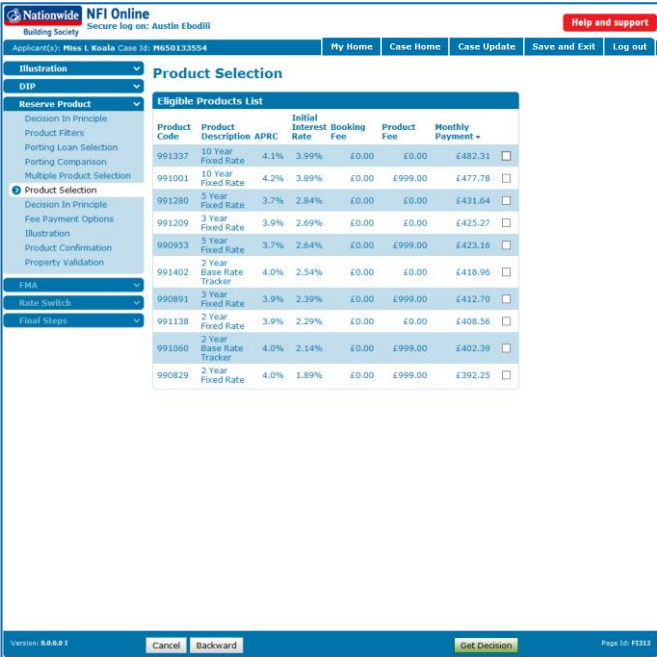 Nationwide
Building Society
NFI Online
Secure log on: Austin Ebodili
Help and support
Applicant(s): Miss L Koala Case Id: M650133554
My Home
Case Home
Case Update
Save and Exit
Log out
Illustration
DIP
Reserve Product
Decision In Principle
Product Filters
Porting Loan Selection
Porting Comparison
Multiple Product Selection
Product Selection
Decision In Principle
Fee Payment Options
Illustration
Product Confirmation
Property Validation
FMA
Rate Switch
Final Steps
Product Selection
Eligible Products List
Product Code Product Description APRC Initial Interest Rate Booking Fee Product Fee Monthly Payment
991337 10 Year Fixed Rate 4.1% 3.99% £0.00 £0.00 £482.31
991001 10 Year Fixed Rate 4.2% 3.89% £0.00 £999.00 £477.78
991280 5 Year Fixed Rate 3.7% 2.84% £0.00 £0.00 £431.64
991209 3 Year Fixed Rate 3.9% 2.69% £0.00 £0.00 £425.27
990953 5 Year Fixed Rate 3.7% 2.64% £0.00 £999.00 £423.16
991402 2 Year Base Rate Tracker 4.0% 2.54% £0.00 £0.00 £418.96
990891 3 Year Fixed Rate 3.9% 2.39% £0.00 £999.00 £412.70
991138 2 Year Fixed Rate 3.9% 2.29% £0.00 £0.00 £408.56
991060 2 Year Base Rate Tracker 4.0% 2.14% £0.00 £999.00 £402.39
990829 2 Year Fixed Rate 4.0% 1.89% £0.00 £999.00 £392.25
Version: 8.0.0.0 I
Cancel
Backward
Get Decision
Page Id: FI312